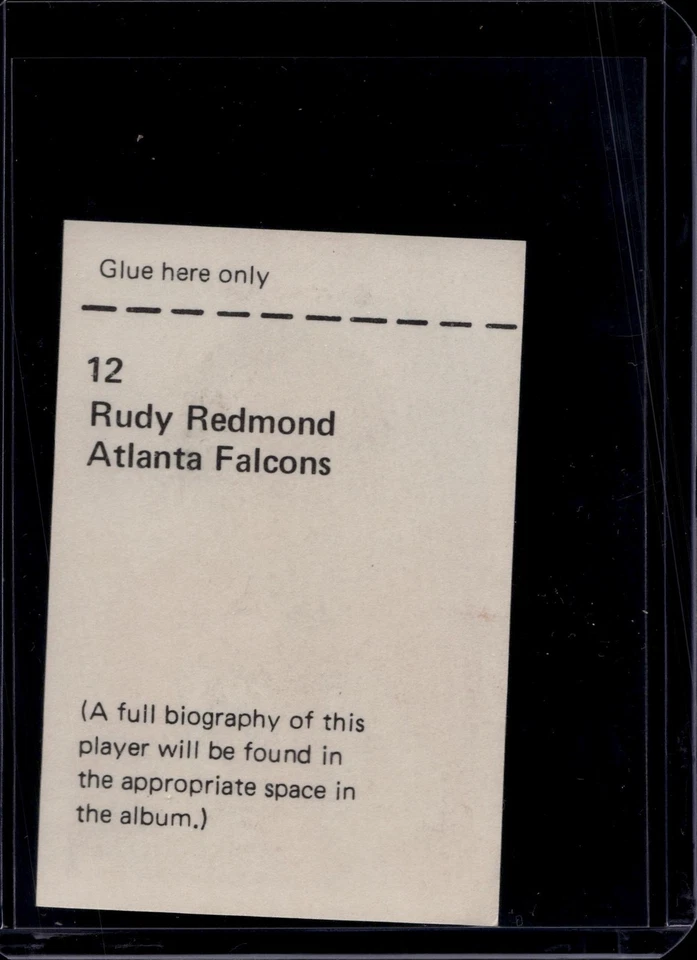 Glue here only
12
Rudy Redmond
Atlanta Falcons
(A full biography of this
player will be found in
the appropriate space in
the album.)